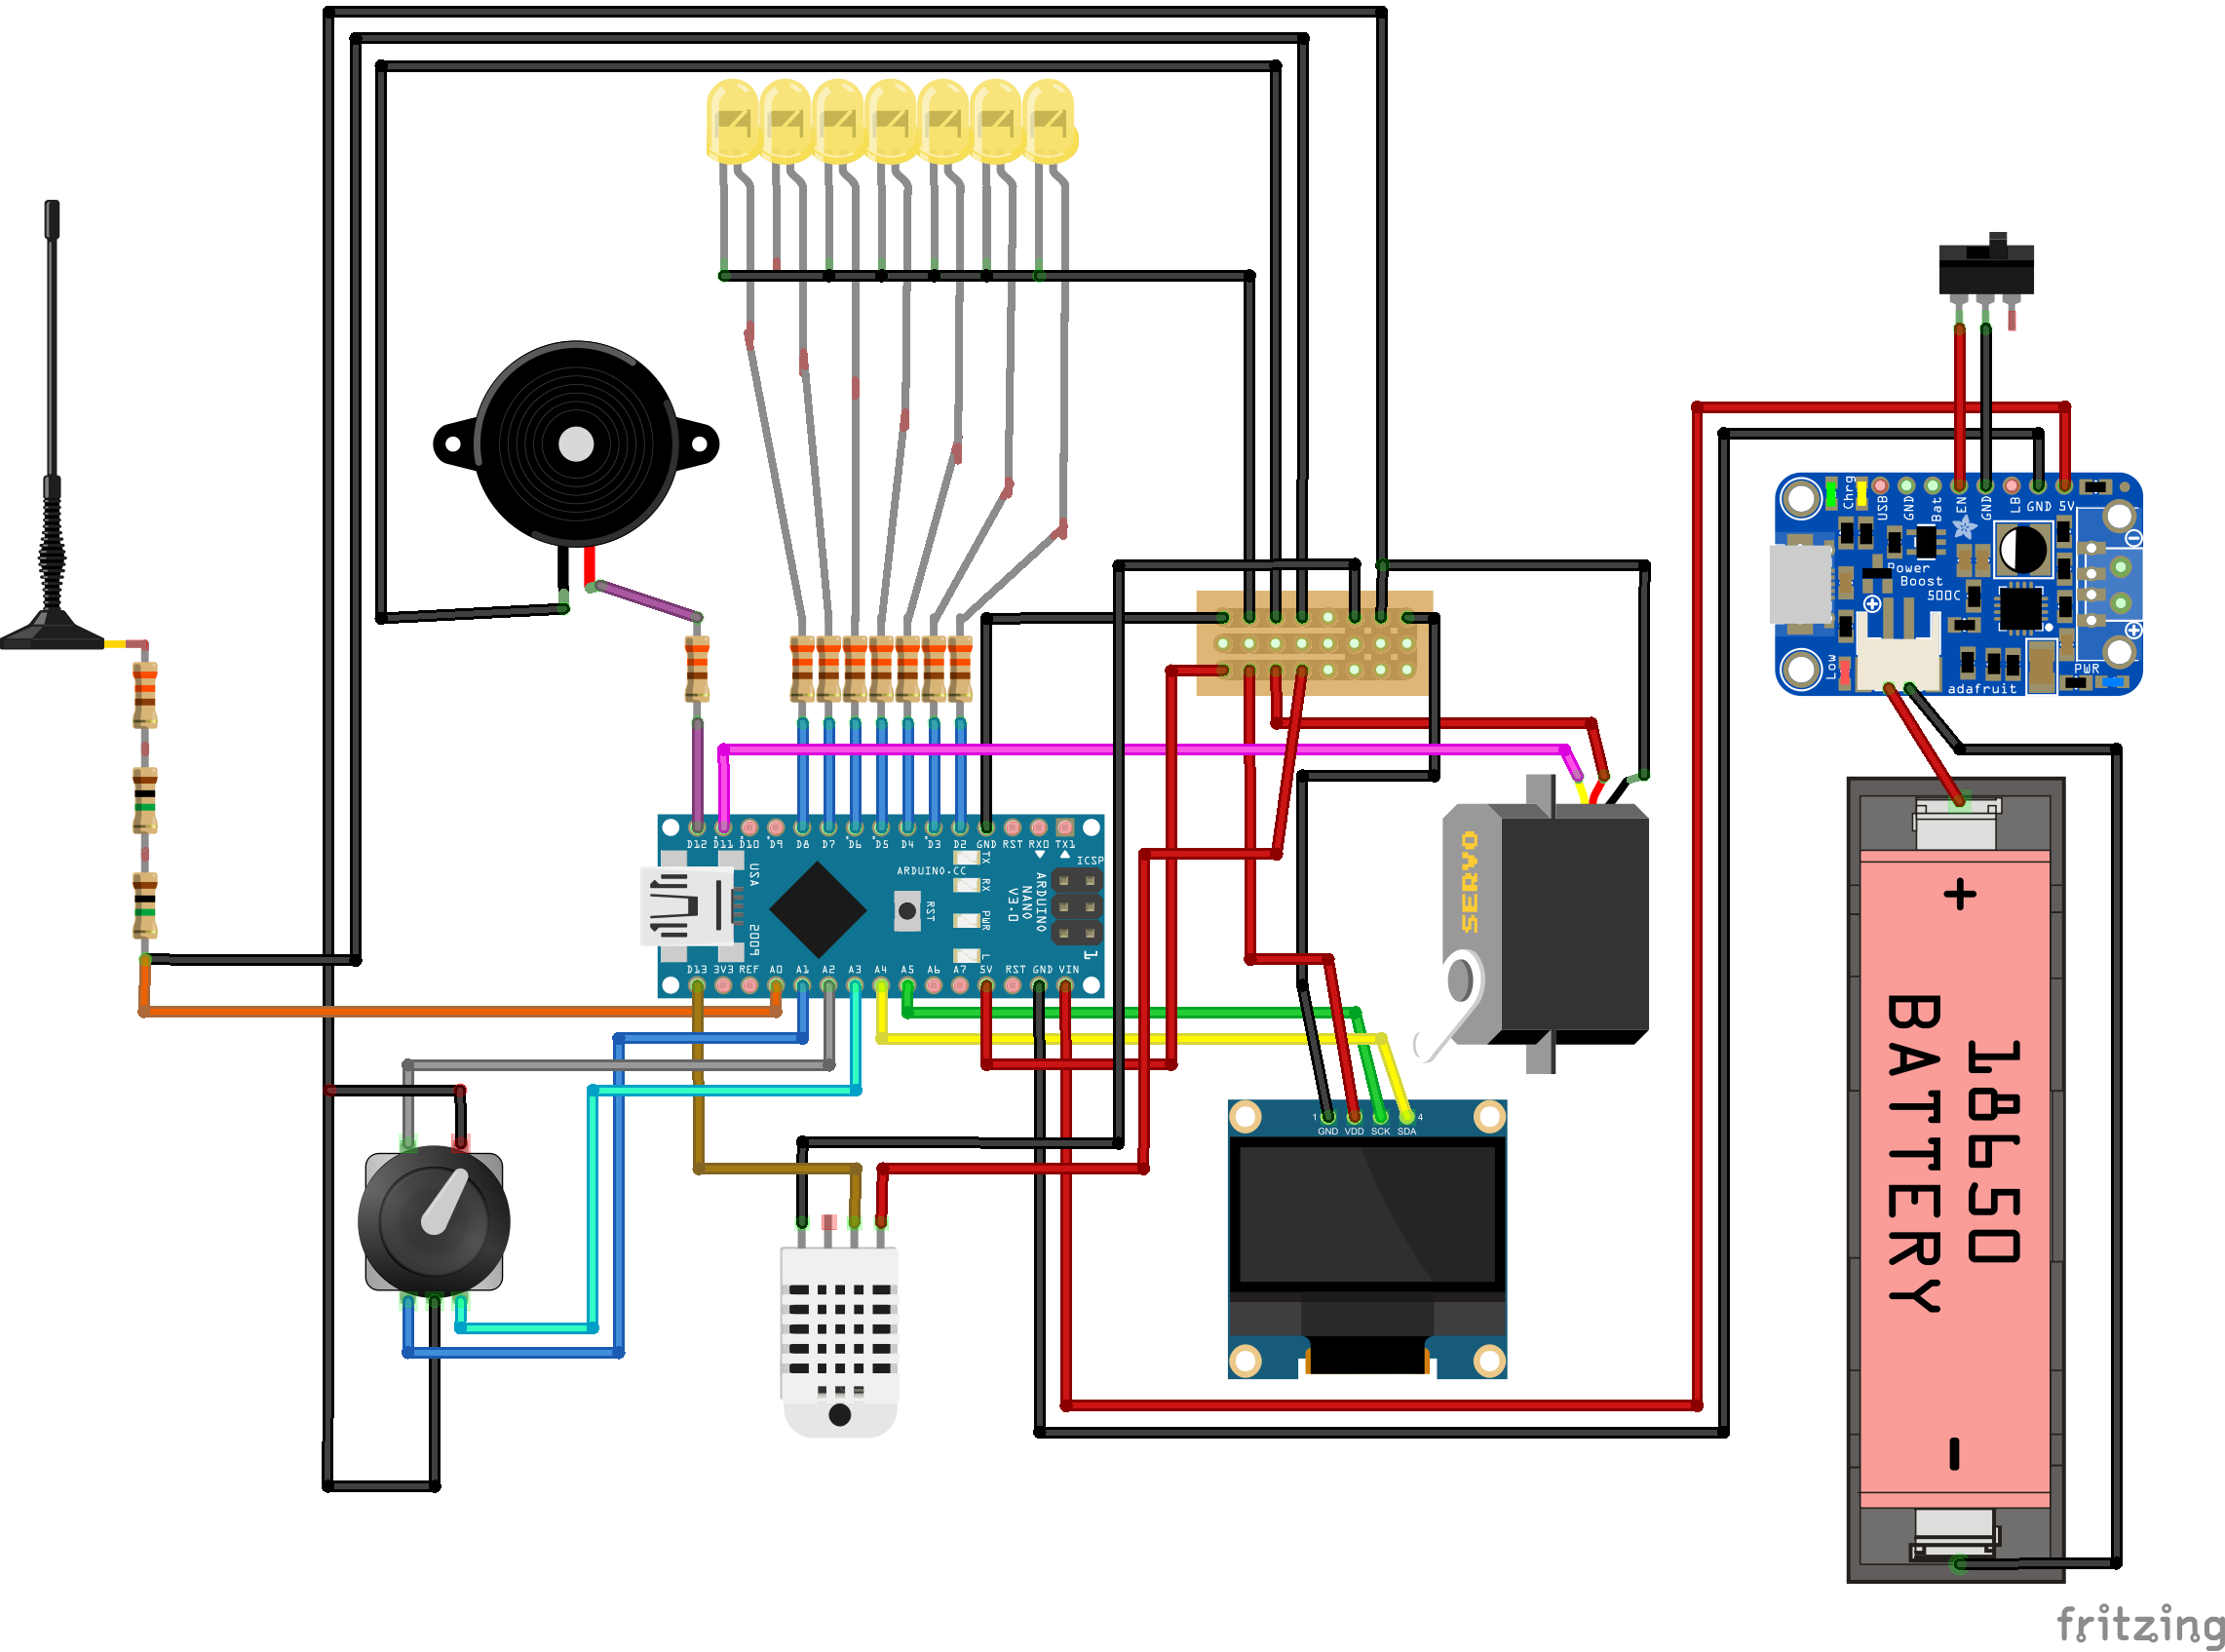 Chrg
USB
GND
Bat
EN
GND
LB
GND 5V
Power
Boost
500C
Low
adafruit
PWR
D12 D11 D10 D9 D8 D7 D6 D5 D4 D3 D2 GND RST RX0 TX1
USA
ARDUINO.CC
TX
RX
PWR
L
RST
ICSP
ARDUINO
NANO
V3.0
1
D13 3V3 REF A0 A1 A2 A3 A4 A5 A6 A7 5V RST GND VIN
SERVO
1
4
GND VDD SCK SDA
+
18650
BATTERY
-
fritzing